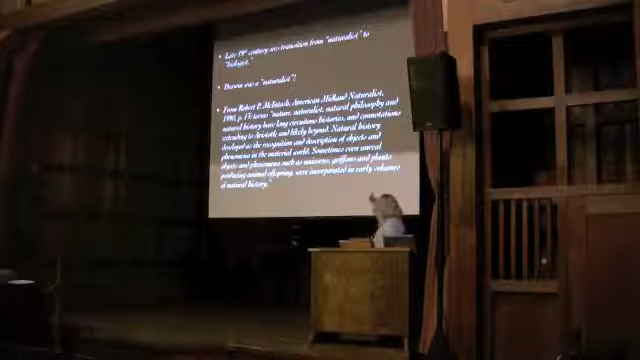 • Late 19th century sees transition from "naturalist" to
"biologist."
• Darwin was a "naturalist"!
• From Robert P. McIntosh, American Midland Naturalist,
1990, p. 1 "nature, naturalist, natural philosophy and
natural history have long circuitous histories, and connotations
extending to Aristotle and likely beyond. Natural history
developed as the recognition and description of objects and
phenomena in the material world. Sometimes even unreal
objects and phenomena such as unicorns, griffons and plants
producing animal offspring, were incorporated in early volumes
of natural history."